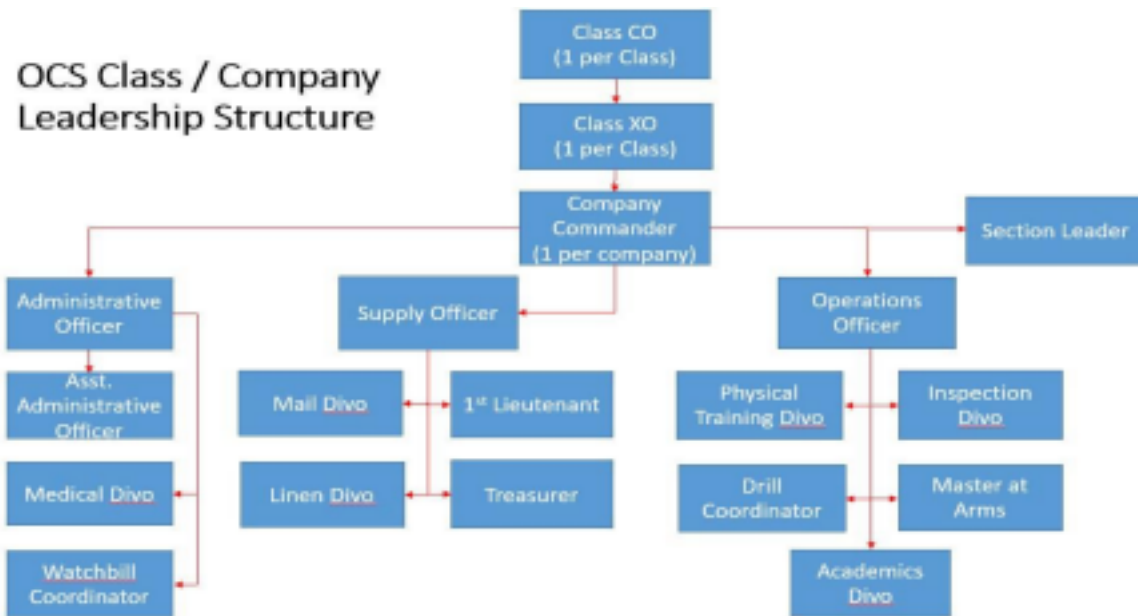 OCS Class / Company
Leadership Structure
Class CO
(1 per Class)
Class XO
(1 per Class)
Company
Commander
(1 per company)
Section Leader
Administrative
Officer
Supply Officer
Operations
Officer
Asst.
Administrative
Officer
Mail Divo
1st Lieutenant
Physical
Training Divo
Inspection
Divo
Medical Divo
Linen Divo
Treasurer
Drill
Coordinator
Master at
Arms
Watchbill
Coordinator
Academics
Divo